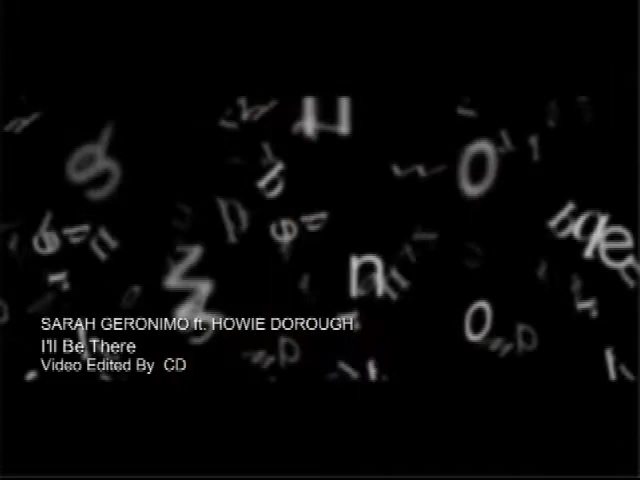 SARAH GERONIMO ft. HOWIE DOROUGH
I'll Be There
Video Edited By CD